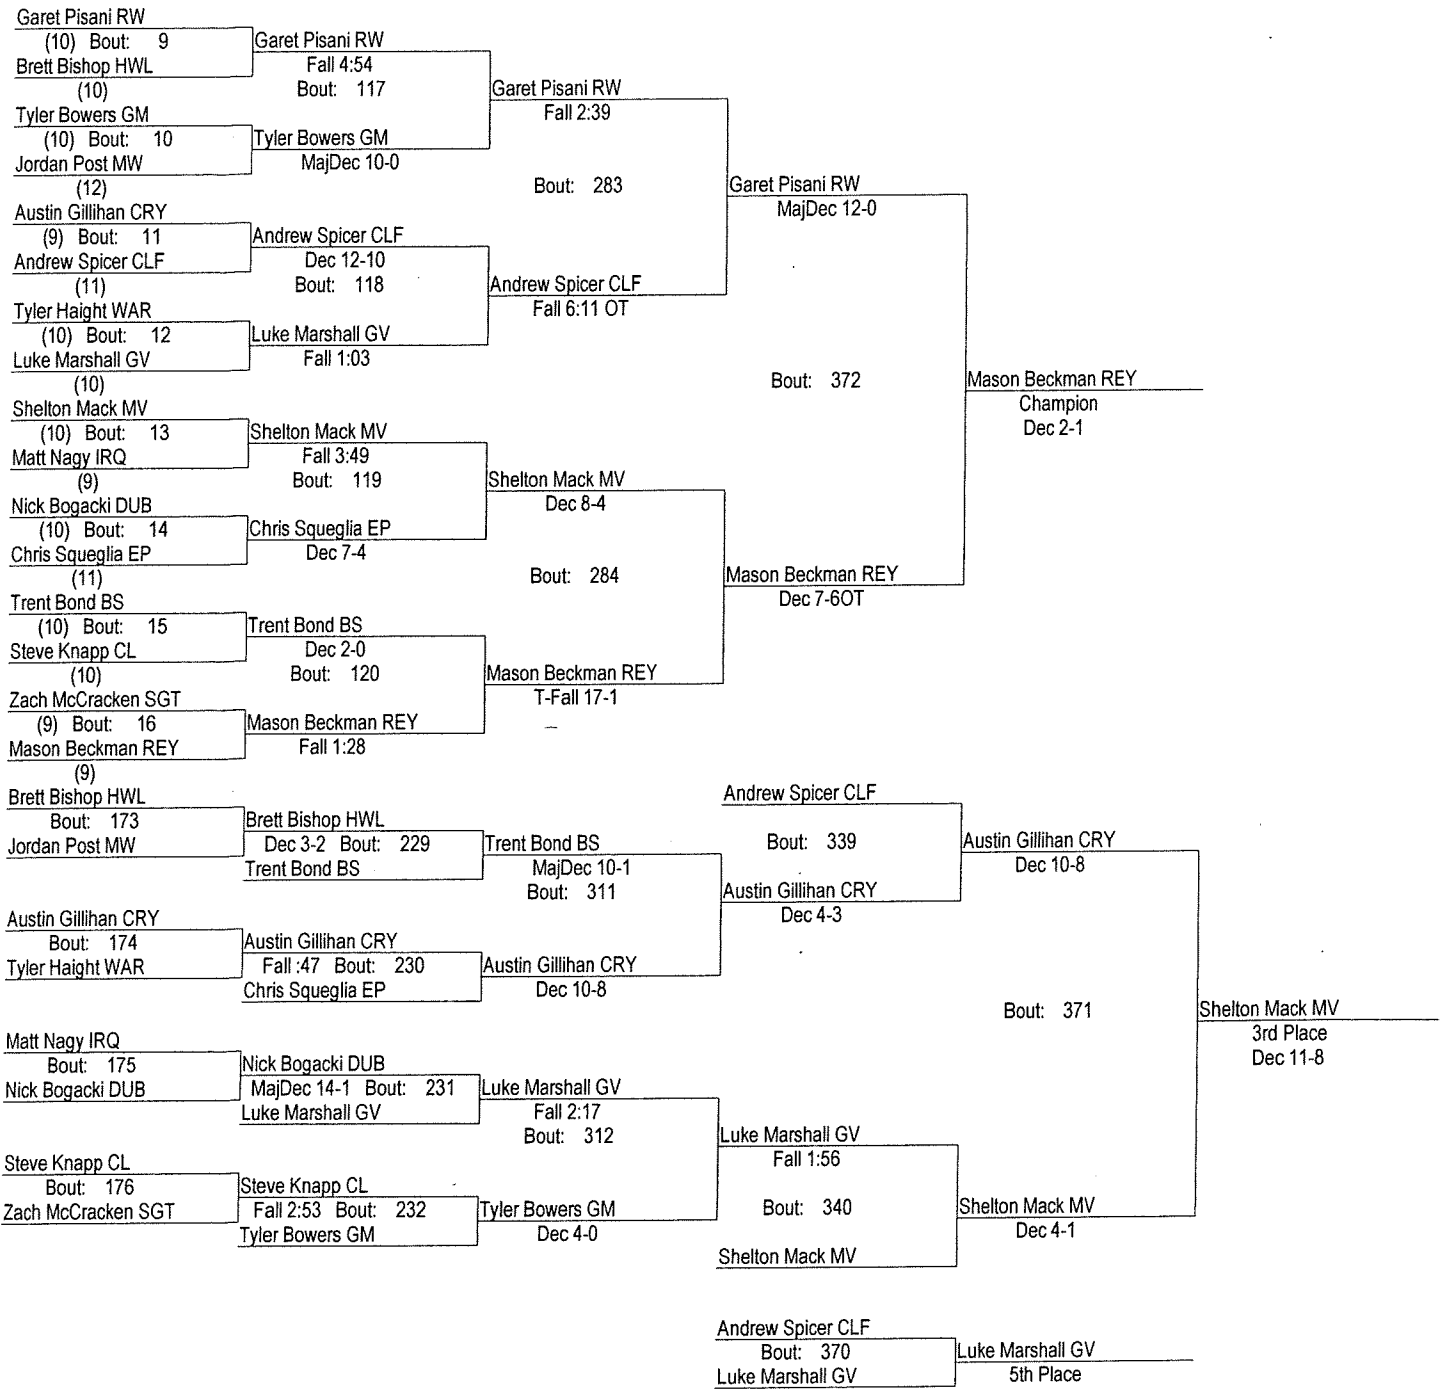 Garet Pisani RW
(10) Bout: 9
Brett Bishop HWL
(10)
Tyler Bowers GM
(10) Bout: 10
Jordan Post MW
(12)
Austin Gillihan CRY
(9) Bout: 11
Andrew Spicer CLF
(11)
Tyler Haight WAR
(10) Bout: 12
Luke Marshall GV
(10)
Shelton Mack MV
(10) Bout: 13
Matt Nagy IRQ
(9)
Nick Bogacki DUB
(10) Bout: 14
Chris Squeglia EP
(11)
Trent Bond BS
(10) Bout: 15
Steve Knapp CL
(10)
Zach McCracken SGT
(9) Bout: 16
Mason Beckman REY
(9)
Garet Pisani RW
Fall 4:54
Bout: 117
Tyler Bowers GM
MajDec 10-0
Andrew Spicer CLF
Dec 12-10
Bout: 118
Luke Marshall GV
Fall 1:03
Shelton Mack MV
Fall 3:49
Bout: 119
Chris Squeglia EP
Dec 7-4
Trent Bond BS
Dec 2-0
Bout: 120
Mason Beckman REY
Fall 1:28
Garet Pisani RW
Fall 2:39
Bout: 283
Andrew Spicer CLF
Fall 6:11 OT
Shelton Mack MV
Dec 8-4
Bout: 284
Mason Beckman REY
T-Fall 17-1
Garet Pisani RW
MajDec 12-0
Bout: 372
Mason Beckman REY
Dec 7-6OT
Mason Beckman REY
Champion
Dec 2-1
Brett Bishop HWL
Bout: 173
Jordan Post MW
Austin Gillihan CRY
Bout: 174
Tyler Haight WAR
Matt Nagy IRQ
Bout: 175
Nick Bogacki DUB
Steve Knapp CL
Bout: 176
Zach McCracken SGT
Brett Bishop HWL
Dec 3-2 Bout: 229
Trent Bond BS
Austin Gillihan CRY
Fall :47 Bout: 230
Chris Squeglia EP
Nick Bogacki DUB
MajDec 14-1 Bout: 231
Luke Marshall GV
Steve Knapp CL
Fall 2:53 Bout: 232
Tyler Bowers GM
Trent Bond BS
MajDec 10-1
Bout: 311
Austin Gillihan CRY
Dec 10-8
Luke Marshall GV
Fall 2:17
Bout: 312
Tyler Bowers GM
Dec 4-0
Andrew Spicer CLF
Bout: 339
Austin Gillihan CRY
Dec 4-3
Luke Marshall GV
Fall 1:56
Bout: 340
Shelton Mack MV
Austin Gillihan CRY
Dec 10-8
Bout: 371
Shelton Mack MV
Dec 4-1
Shelton Mack MV
3rd Place
Dec 11-8
Andrew Spicer CLF
Bout: 370
Luke Marshall GV
Luke Marshall GV
5th Place